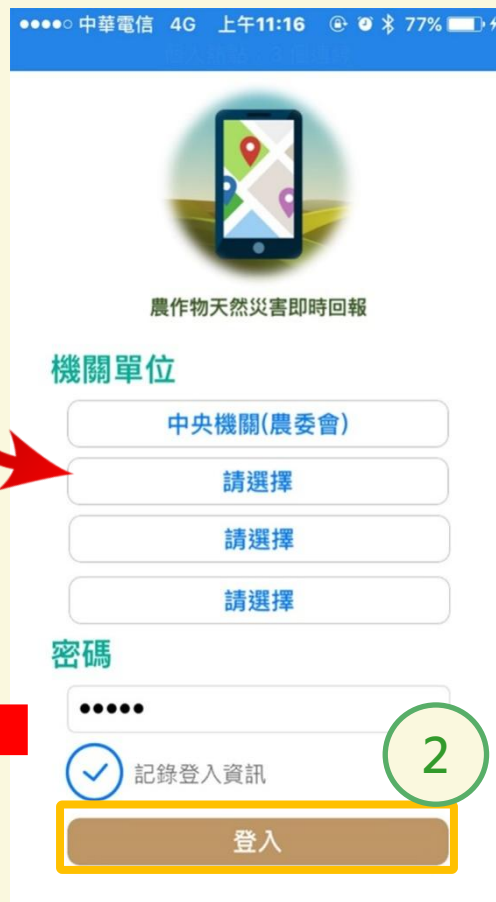 ●●●●○ 中華電信 4G 上午11:16 77%
農作物天然災害即時回報
機關單位
中央機關(農委會)
請選擇
請選擇
請選擇
密碼
●●●●●
記錄登入資訊
2
登入